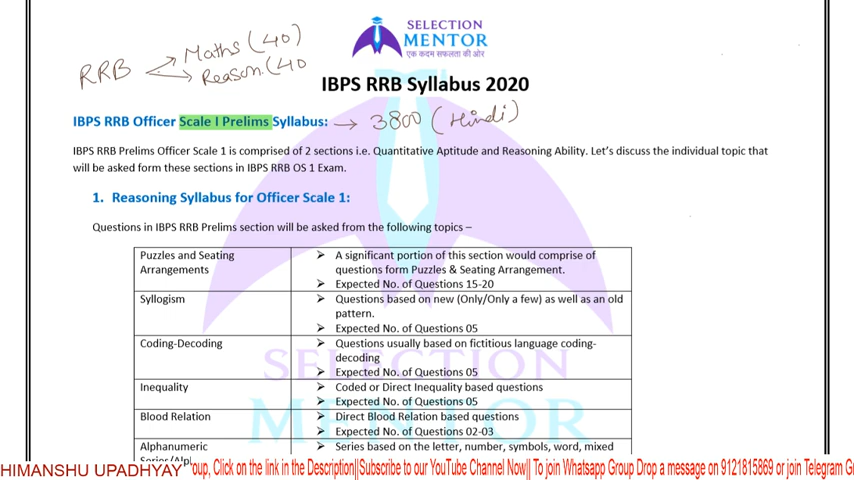 SELECTION
MENTOR
एक कदम सफलता की ओर
RRB → Maths (40)
→ Reason. (40
IBPS RRB Syllabus 2020
IBPS RRB Officer Scale I Prelims Syllabus: → 3800 (Hindi)
IBPS RRB Prelims Officer Scale 1 is comprised of 2 sections i.e. Quantitative Aptitude and Reasoning Ability. Let's discuss the individual topic that
will be asked form these sections in IBPS RRB OS 1 Exam.
1. Reasoning Syllabus for Officer Scale 1:
Questions in IBPS RRB Prelims section will be asked from the following topics –
Puzzles and Seating
Arrangements
➢ A significant portion of this section would comprise of
questions form Puzzles & Seating Arrangement.
➢ Expected No. of Questions 15-20
Syllogism
➢ Questions based on new (Only/Only a few) as well as an old
pattern.
➢ Expected No. of Questions 05
Coding-Decoding
➢ Questions usually based on fictitious language coding-
decoding
➢ Expected No. of Questions 05
Inequality
➢ Coded or Direct Inequality based questions
➢ Expected No. of Questions 05
Blood Relation
➢ Direct Blood Relation based questions
➢ Expected No. of Questions 02-03
Alphanumeric
➢ Series based on the letter, number, symbols, word, mixed
SELECTION
MENTOR
HIMANSHU UPADHYAY oup, Click on the link in the Description||Subscribe to our YouTube Channel Now|| To join Whatsapp Group Drop a message on 9121815869 or join Telegram G